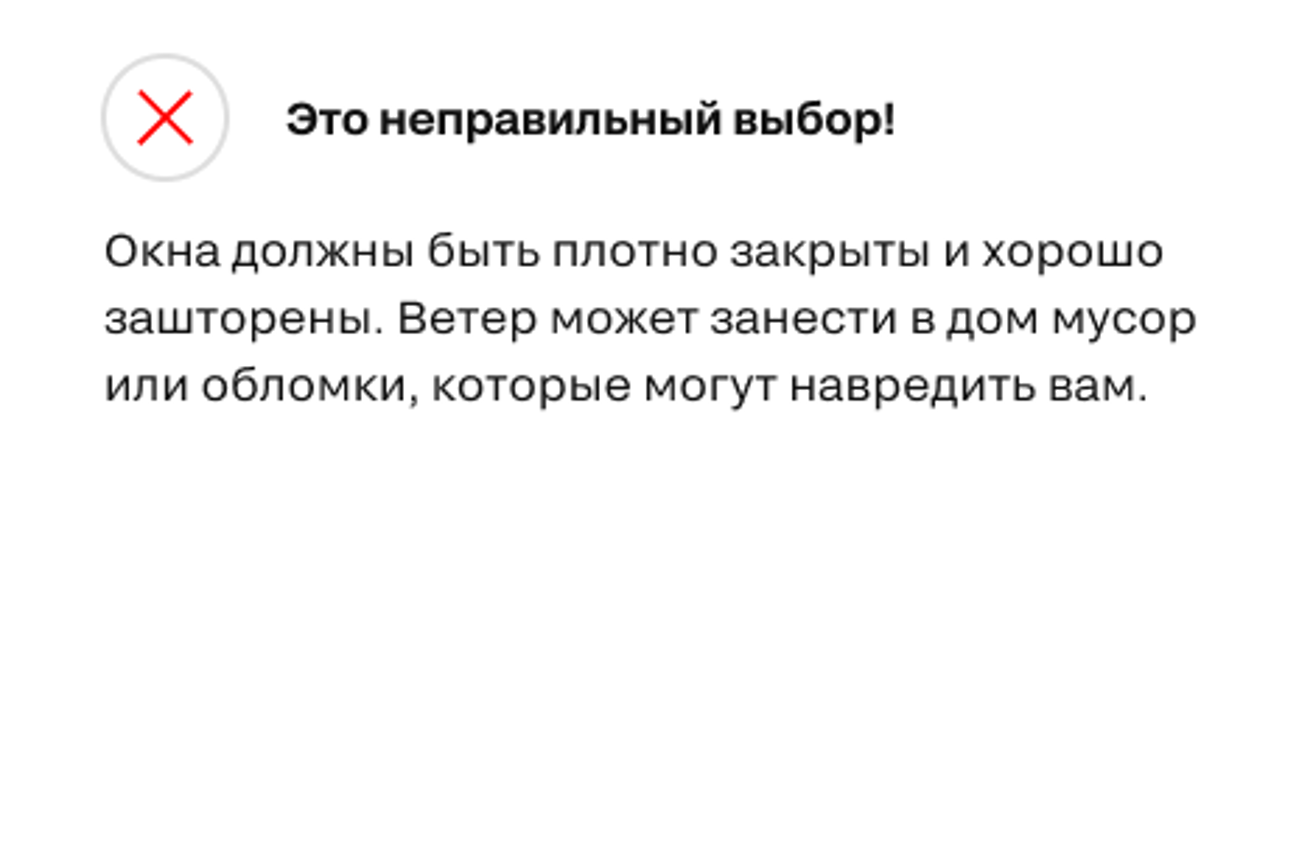 Это неправильный выбор!
Окна должны быть плотно закрыты и хорошо
зашторены. Ветер может занести в дом мусор
или обломки, которые могут навредить вам.